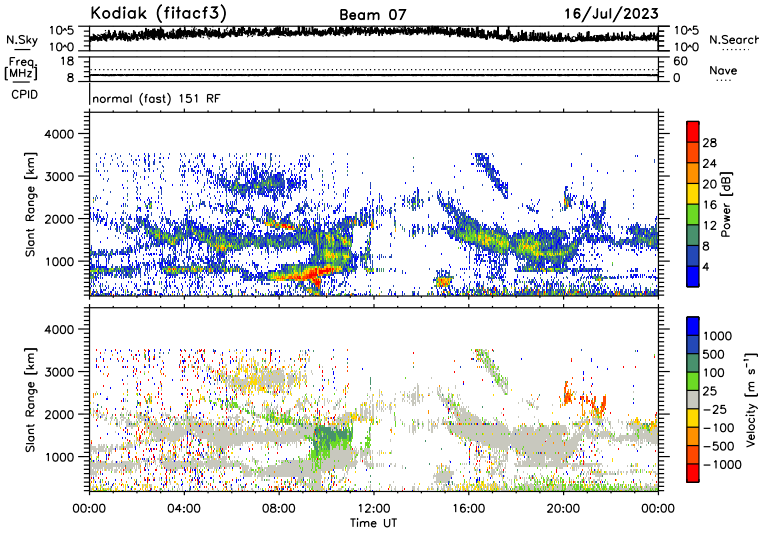 Kodiak (fitacf3) Beam 07 16/Jul/2023
N.Sky 10^5 10^0 10^5 10^0 N.Search
Freq. [MHz] 18 8 60 0 Nave
CPID normal (fast) 151 RF
Slant Range [km] 4000 3000 2000 1000
Power [dB] 28 24 20 16 12 8 4
Slant Range [km] 4000 3000 2000 1000
Velocity [m s⁻¹] 1000 500 100 25 −25 −100 −500 −1000
00:00 04:00 08:00 12:00 16:00 20:00 00:00
Time UT